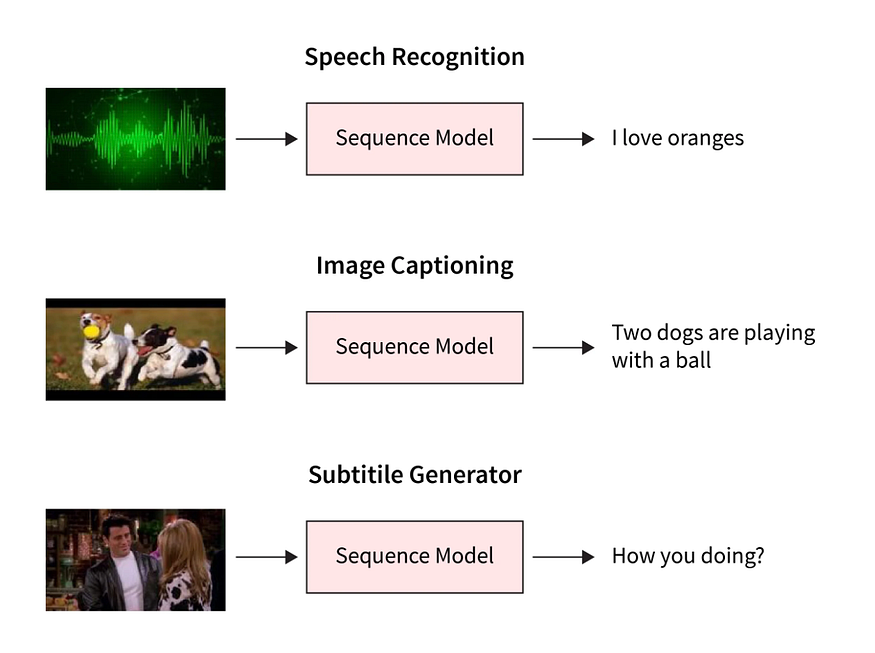 Speech Recognition
Sequence Model
I love oranges
Image Captioning
Sequence Model
Two dogs are playing
with a ball
Subtitile Generator
Sequence Model
How you doing?